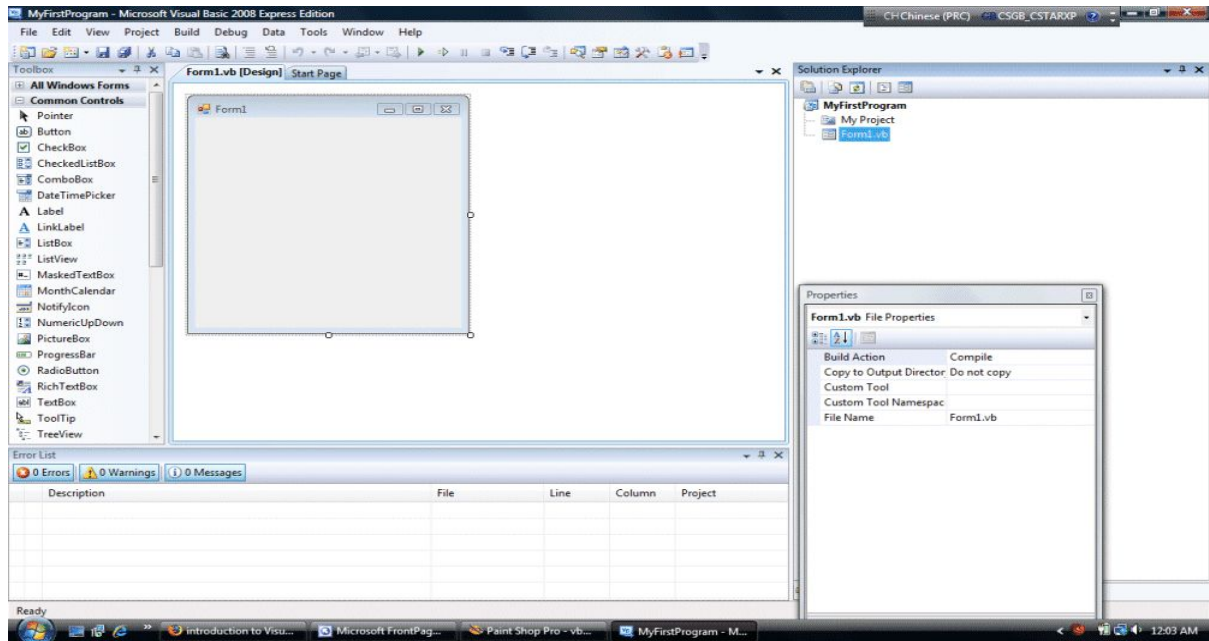 MyFirstProgram - Microsoft Visual Basic 2008 Express Edition
CH Chinese (PRC) CSGB_CSTARXP
File Edit View Project Build Debug Data Tools Window Help
Toolbox
All Windows Forms
Common Controls
Pointer
Button
CheckBox
CheckedListBox
ComboBox
DateTimePicker
A Label
A LinkLabel
ListBox
ListView
MaskedTextBox
MonthCalendar
NotifyIcon
NumericUpDown
PictureBox
ProgressBar
RadioButton
RichTextBox
TextBox
ToolTip
TreeView
Form1.vb [Design] Start Page
Form1
Solution Explorer
MyFirstProgram
My Project
Form1.vb
Properties
Form1.vb File Properties
Build Action Compile
Copy to Output Director Do not copy
Custom Tool
Custom Tool Namespac
File Name Form1.vb
Error List
0 Errors 0 Warnings 0 Messages
Description File Line Column Project
Ready
introduction to Visu... Microsoft FrontPag... Paint Shop Pro - vb... MyFirstProgram - M... 12:03 AM